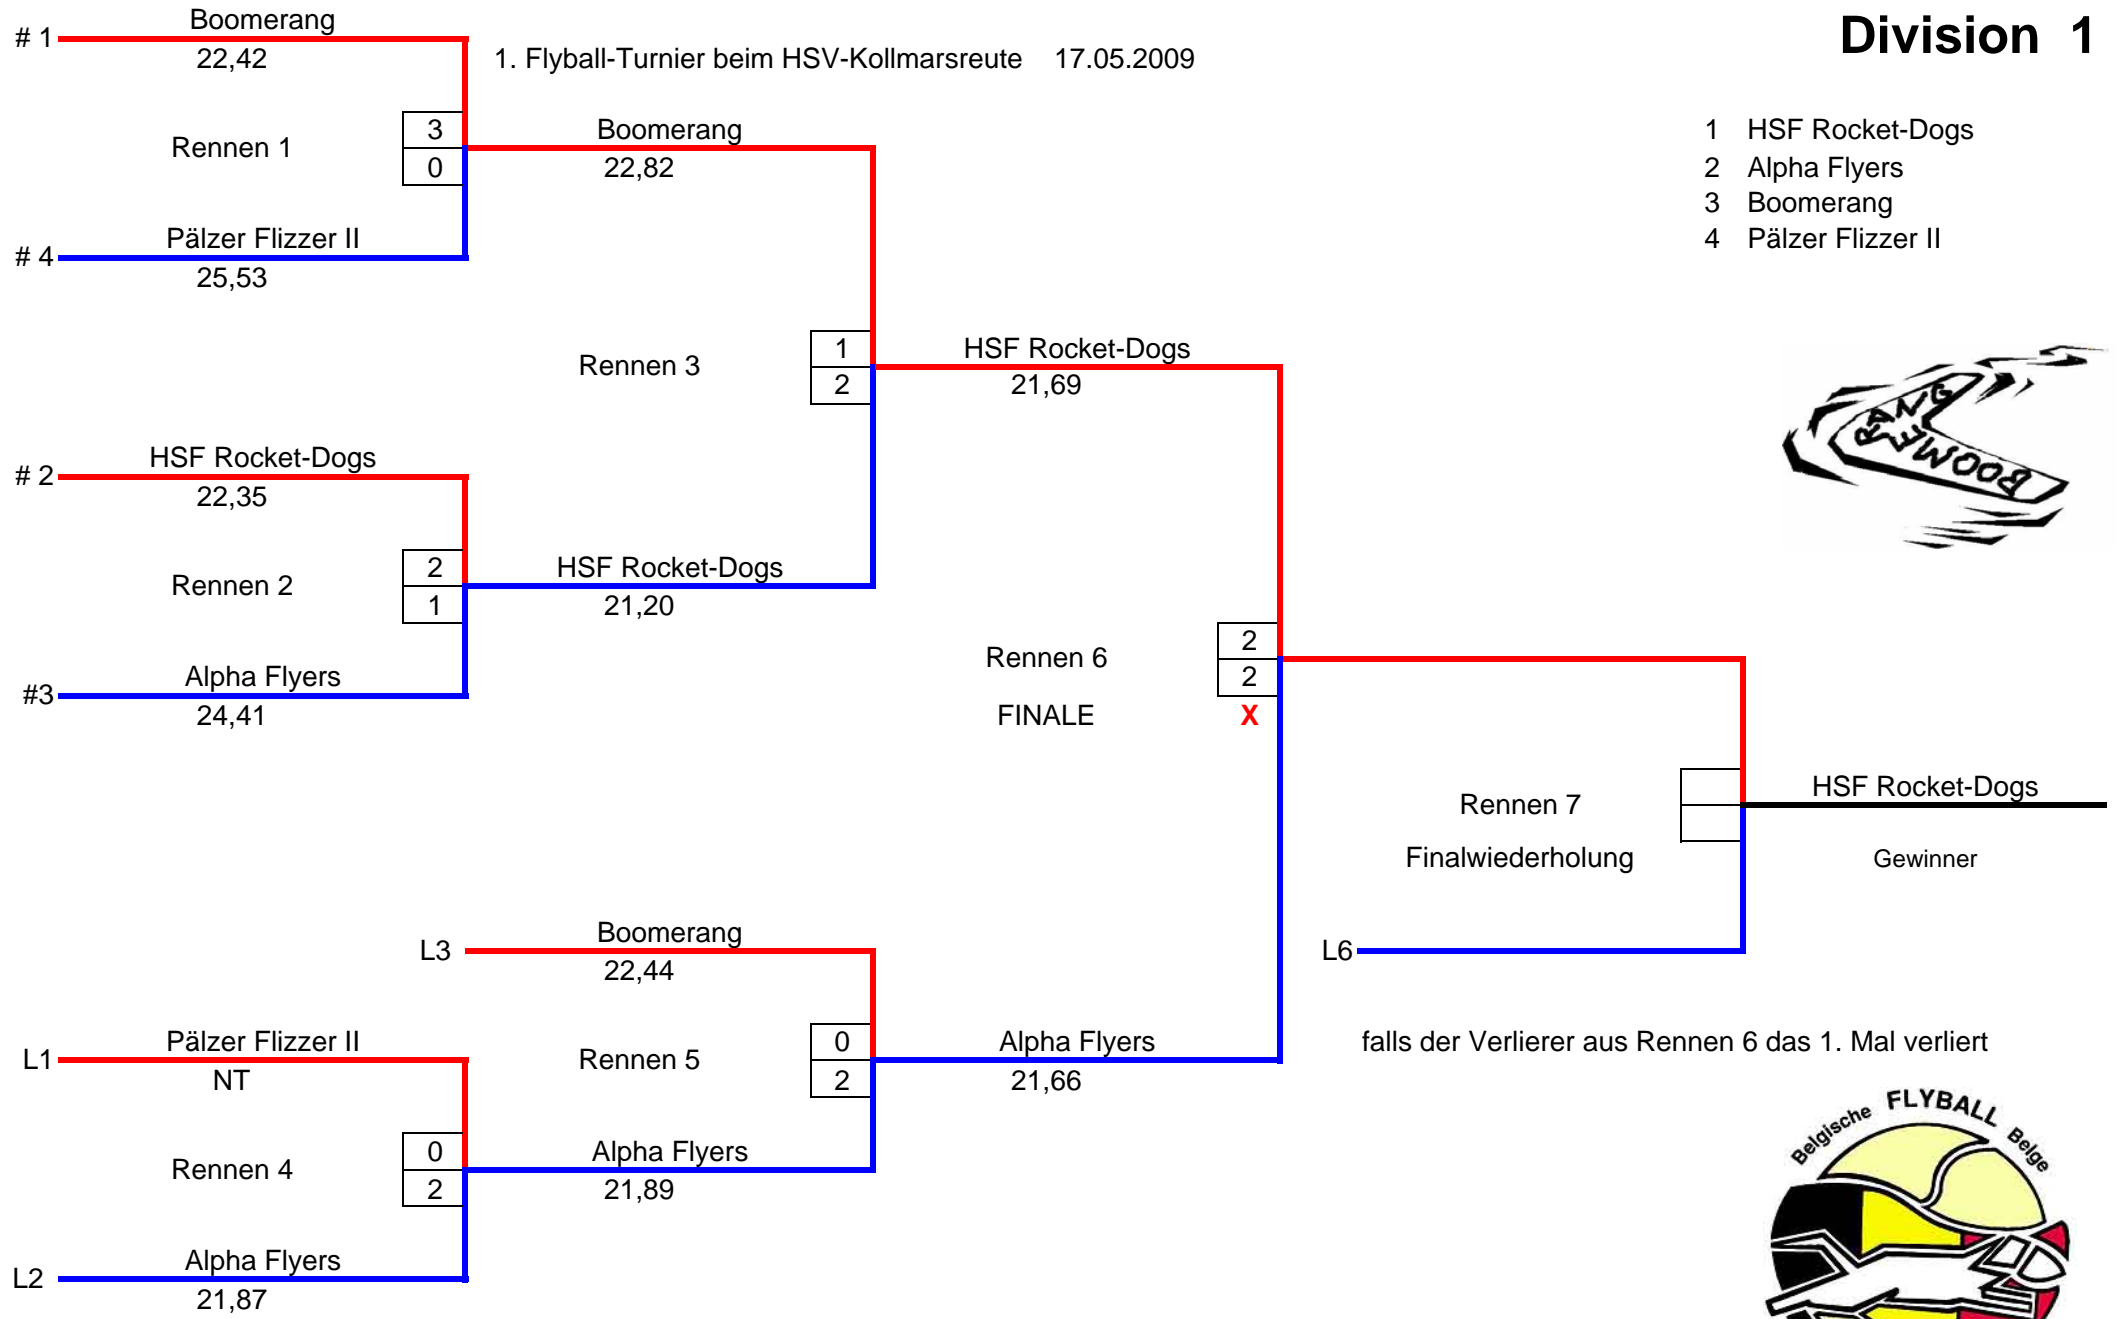 Division 1
1. Flyball-Turnier beim HSV-Kollmarsreute 17.05.2009
1 HSF Rocket-Dogs
2 Alpha Flyers
3 Boomerang
4 Pälzer Flizzer II
# 1
Boomerang
22,42
Rennen 1
3
0
# 4
Pälzer Flizzer II
25,53
Boomerang
22,82
Rennen 3
1
2
HSF Rocket-Dogs
21,69
# 2
HSF Rocket-Dogs
22,35
Rennen 2
2
1
#3
Alpha Flyers
24,41
HSF Rocket-Dogs
21,20
Rennen 6
FINALE
2
2
X
Rennen 7
Finalwiederholung
HSF Rocket-Dogs
Gewinner
L6
falls der Verlierer aus Rennen 6 das 1. Mal verliert
L3
Boomerang
22,44
Rennen 5
0
2
Alpha Flyers
21,66
L1
Pälzer Flizzer II
NT
Rennen 4
0
2
L2
Alpha Flyers
21,87
Alpha Flyers
21,89
BOOMERANG
Belgische FLYBALL Belge